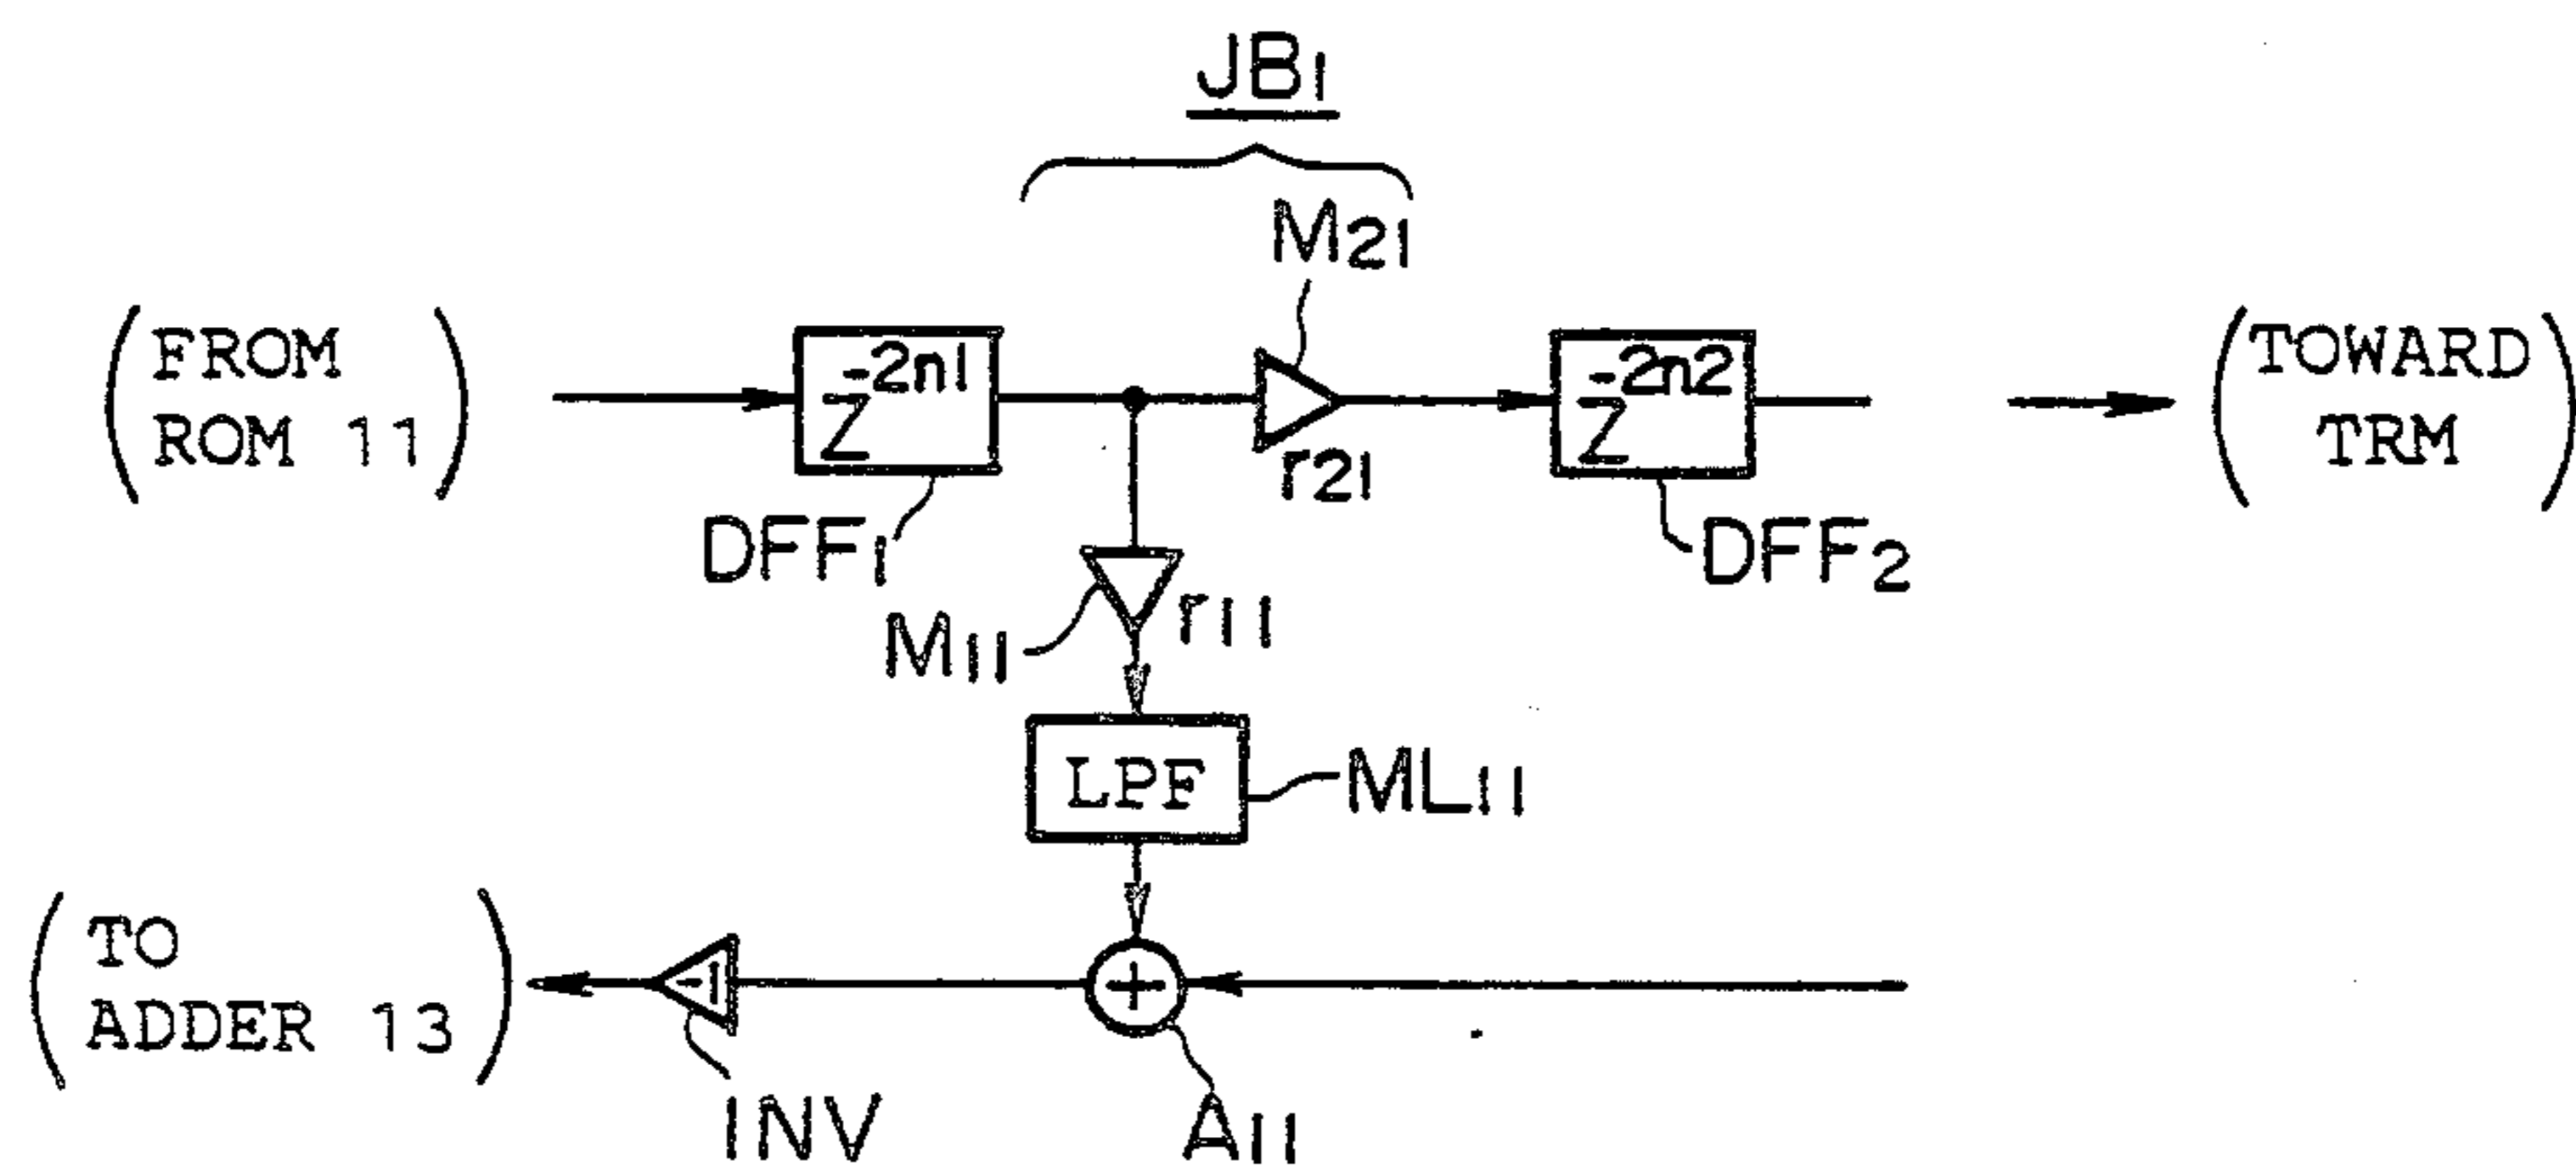 JB1
M21
(FROM
ROM 11)
Z-2n1
r21
Z-2n2
(TOWARD
TRM)
DFF1
DFF2
M11
r11
LPF
ML11
(TO
ADDER 13)
-1
+
INV
A11